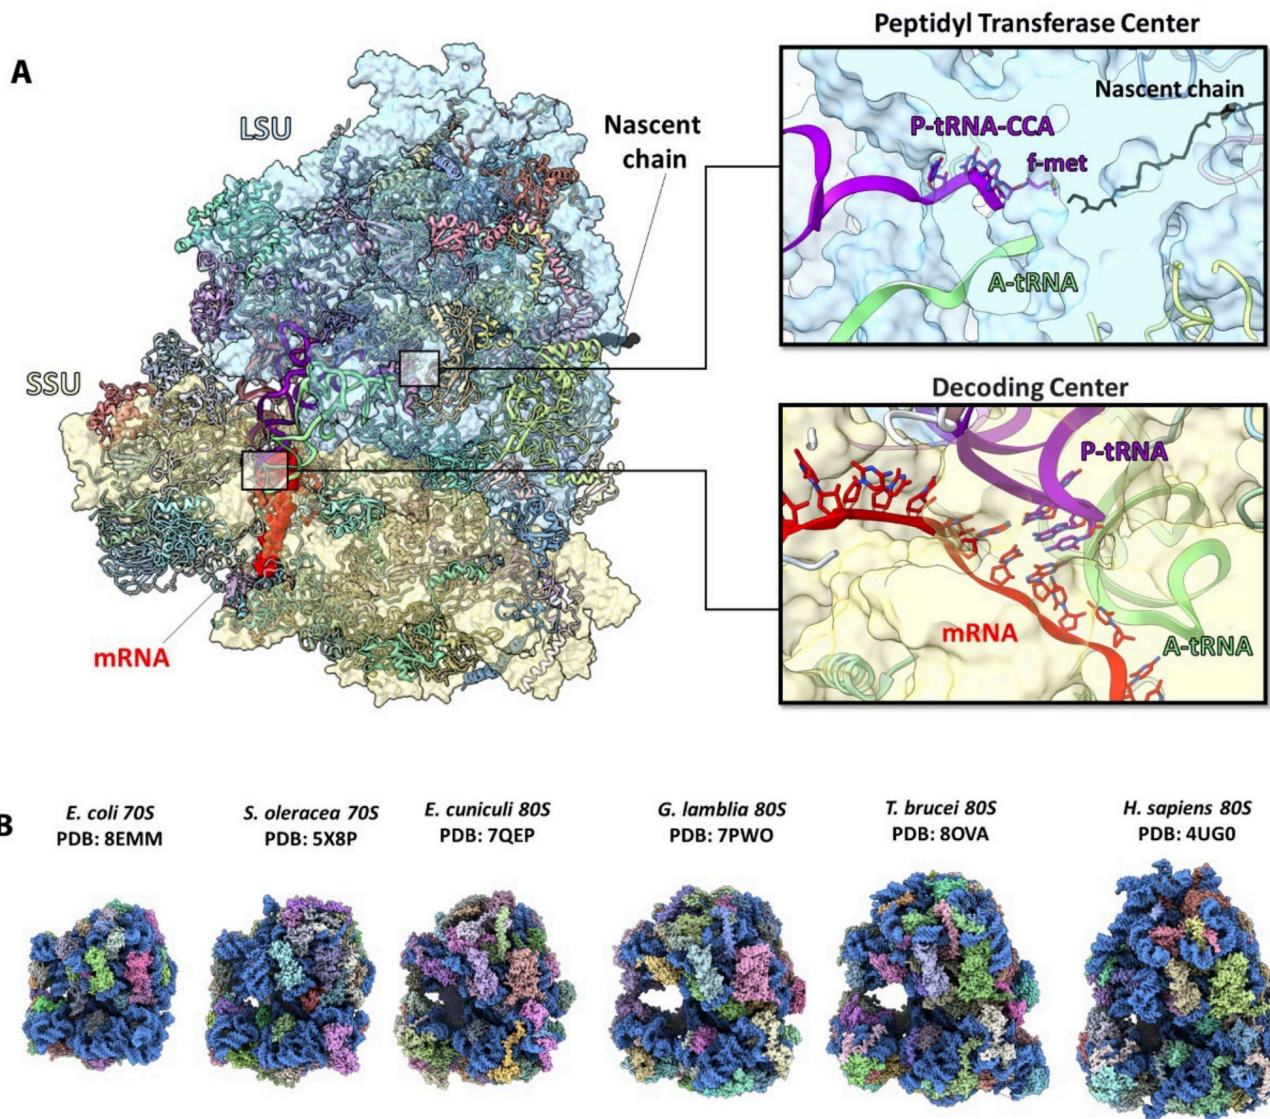 A
LSU
SSU
Nascent
chain
mRNA
Peptidyl Transferase Center
Nascent chain
P-tRNA-CCA
f-met
A-tRNA
Decoding Center
P-tRNA
mRNA
A-tRNA
B
E. coli 70S
PDB: 8EMM
S. oleracea 70S
PDB: 5X8P
E. cuniculi 80S
PDB: 7QEP
G. lamblia 80S
PDB: 7PWO
T. brucei 80S
PDB: 8OVA
H. sapiens 80S
PDB: 4UG0